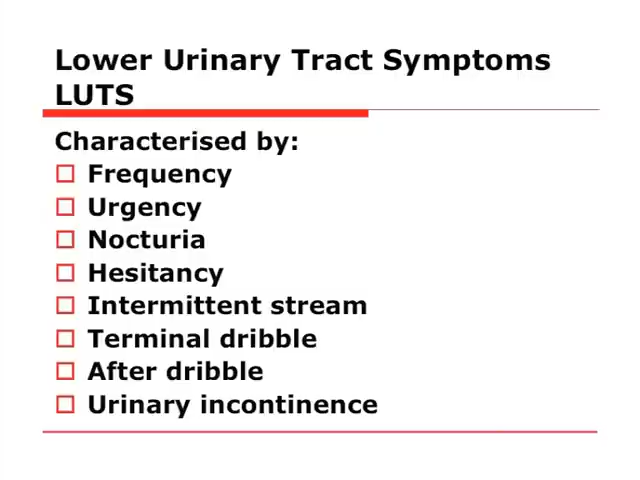 Lower Urinary Tract Symptoms
LUTS
Characterised by:
Frequency
Urgency
Nocturia
Hesitancy
Intermittent stream
Terminal dribble
After dribble
Urinary incontinence